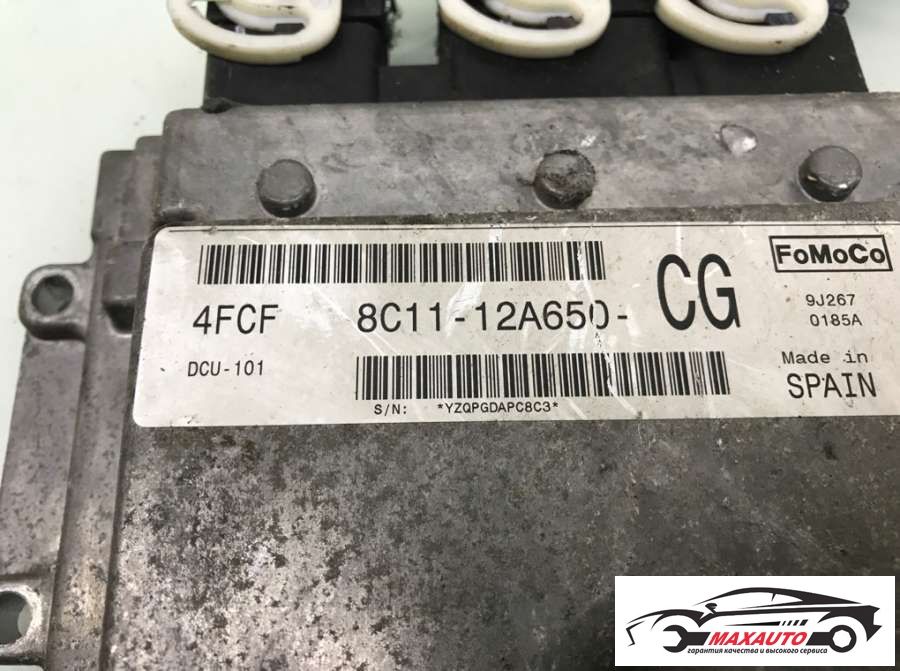 4FCF 8C11-12A650-CG
FoMoCo
9J267
0185A
DCU-101
Made in
SPAIN
S/N: *YZQPGDAPC8C3*
MAXAUTO
гарантия качества и высокого сервиса